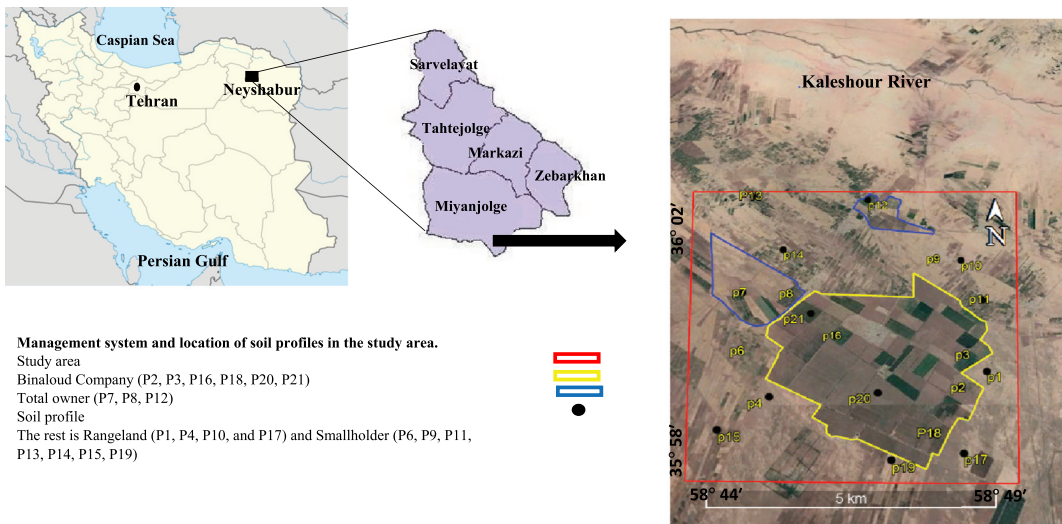 Caspian Sea
Tehran
Neyshabur
Persian Gulf
Sarvelayat
Tahtejolge
Markazi
Zebarkhan
Miyanjolge
Kaleshour River
P13
p12
N
p14
p9
p10
p7
p8
p11
p21
p16
p6
p3
p1
p2
p4
p20
p15
P18
p19
p17
36° 02′
35° 58′
58° 44′
58° 49′
5 km
Management system and location of soil profiles in the study area.
Study area
Binaloud Company (P2, P3, P16, P18, P20, P21)
Total owner (P7, P8, P12)
Soil profile
The rest is Rangeland (P1, P4, P10, and P17) and Smallholder (P6, P9, P11,
P13, P14, P15, P19)